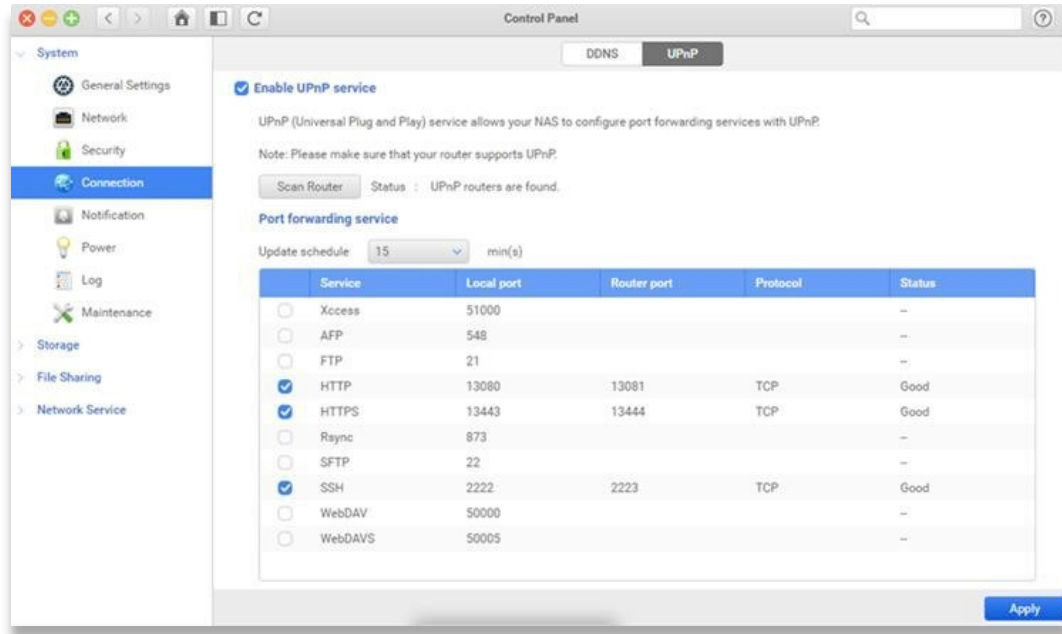 Control Panel
System
General Settings
Network
Security
Connection
Notification
Power
Log
Maintenance
Storage
File Sharing
Network Service
DDNS UPnP
Enable UPnP service
UPnP (Universal Plug and Play) service allows your NAS to configure port forwarding services with UPnP.
Note: Please make sure that your router supports UPnP.
Scan Router Status : UPnP routers are found.
Port forwarding service
Update schedule 15 min(s)
Service Local port Router port Protocol Status
Xccess 51000 --
AFP 548 --
FTP 21 --
HTTP 13080 13081 TCP Good
HTTPS 13443 13444 TCP Good
Rsync 873 --
SFTP 22 --
SSH 2222 2223 TCP Good
WebDAV 50000 --
WebDAVS 50005 --
Apply